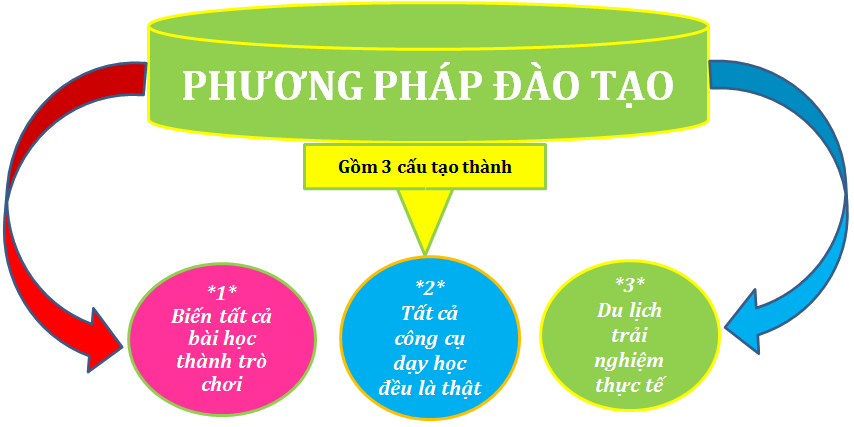 PHƯƠNG PHÁP ĐÀO TẠO
Gồm 3 cấu tạo thành
*1*
Biến tất cả
bài học
thành trò
chơi
*2*
Tất cả
công cụ
dạy học
đều là thật
*3*
Du lịch
trải
nghiệm
thực tế